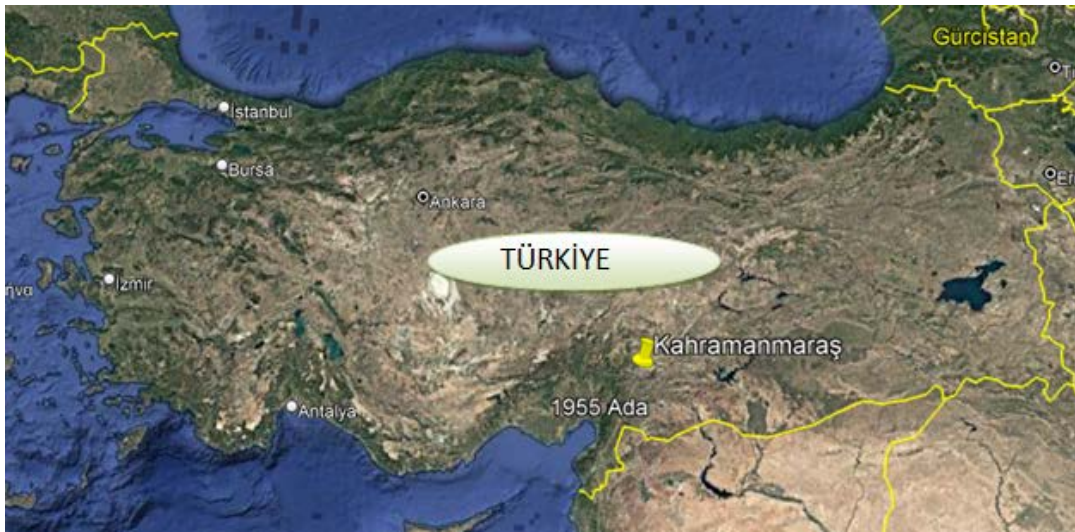 Gürcistan
İstanbul
Bursa
Ankara
TÜRKİYE
İzmir
Kahramanmaraş
Antalya
1955 Ada